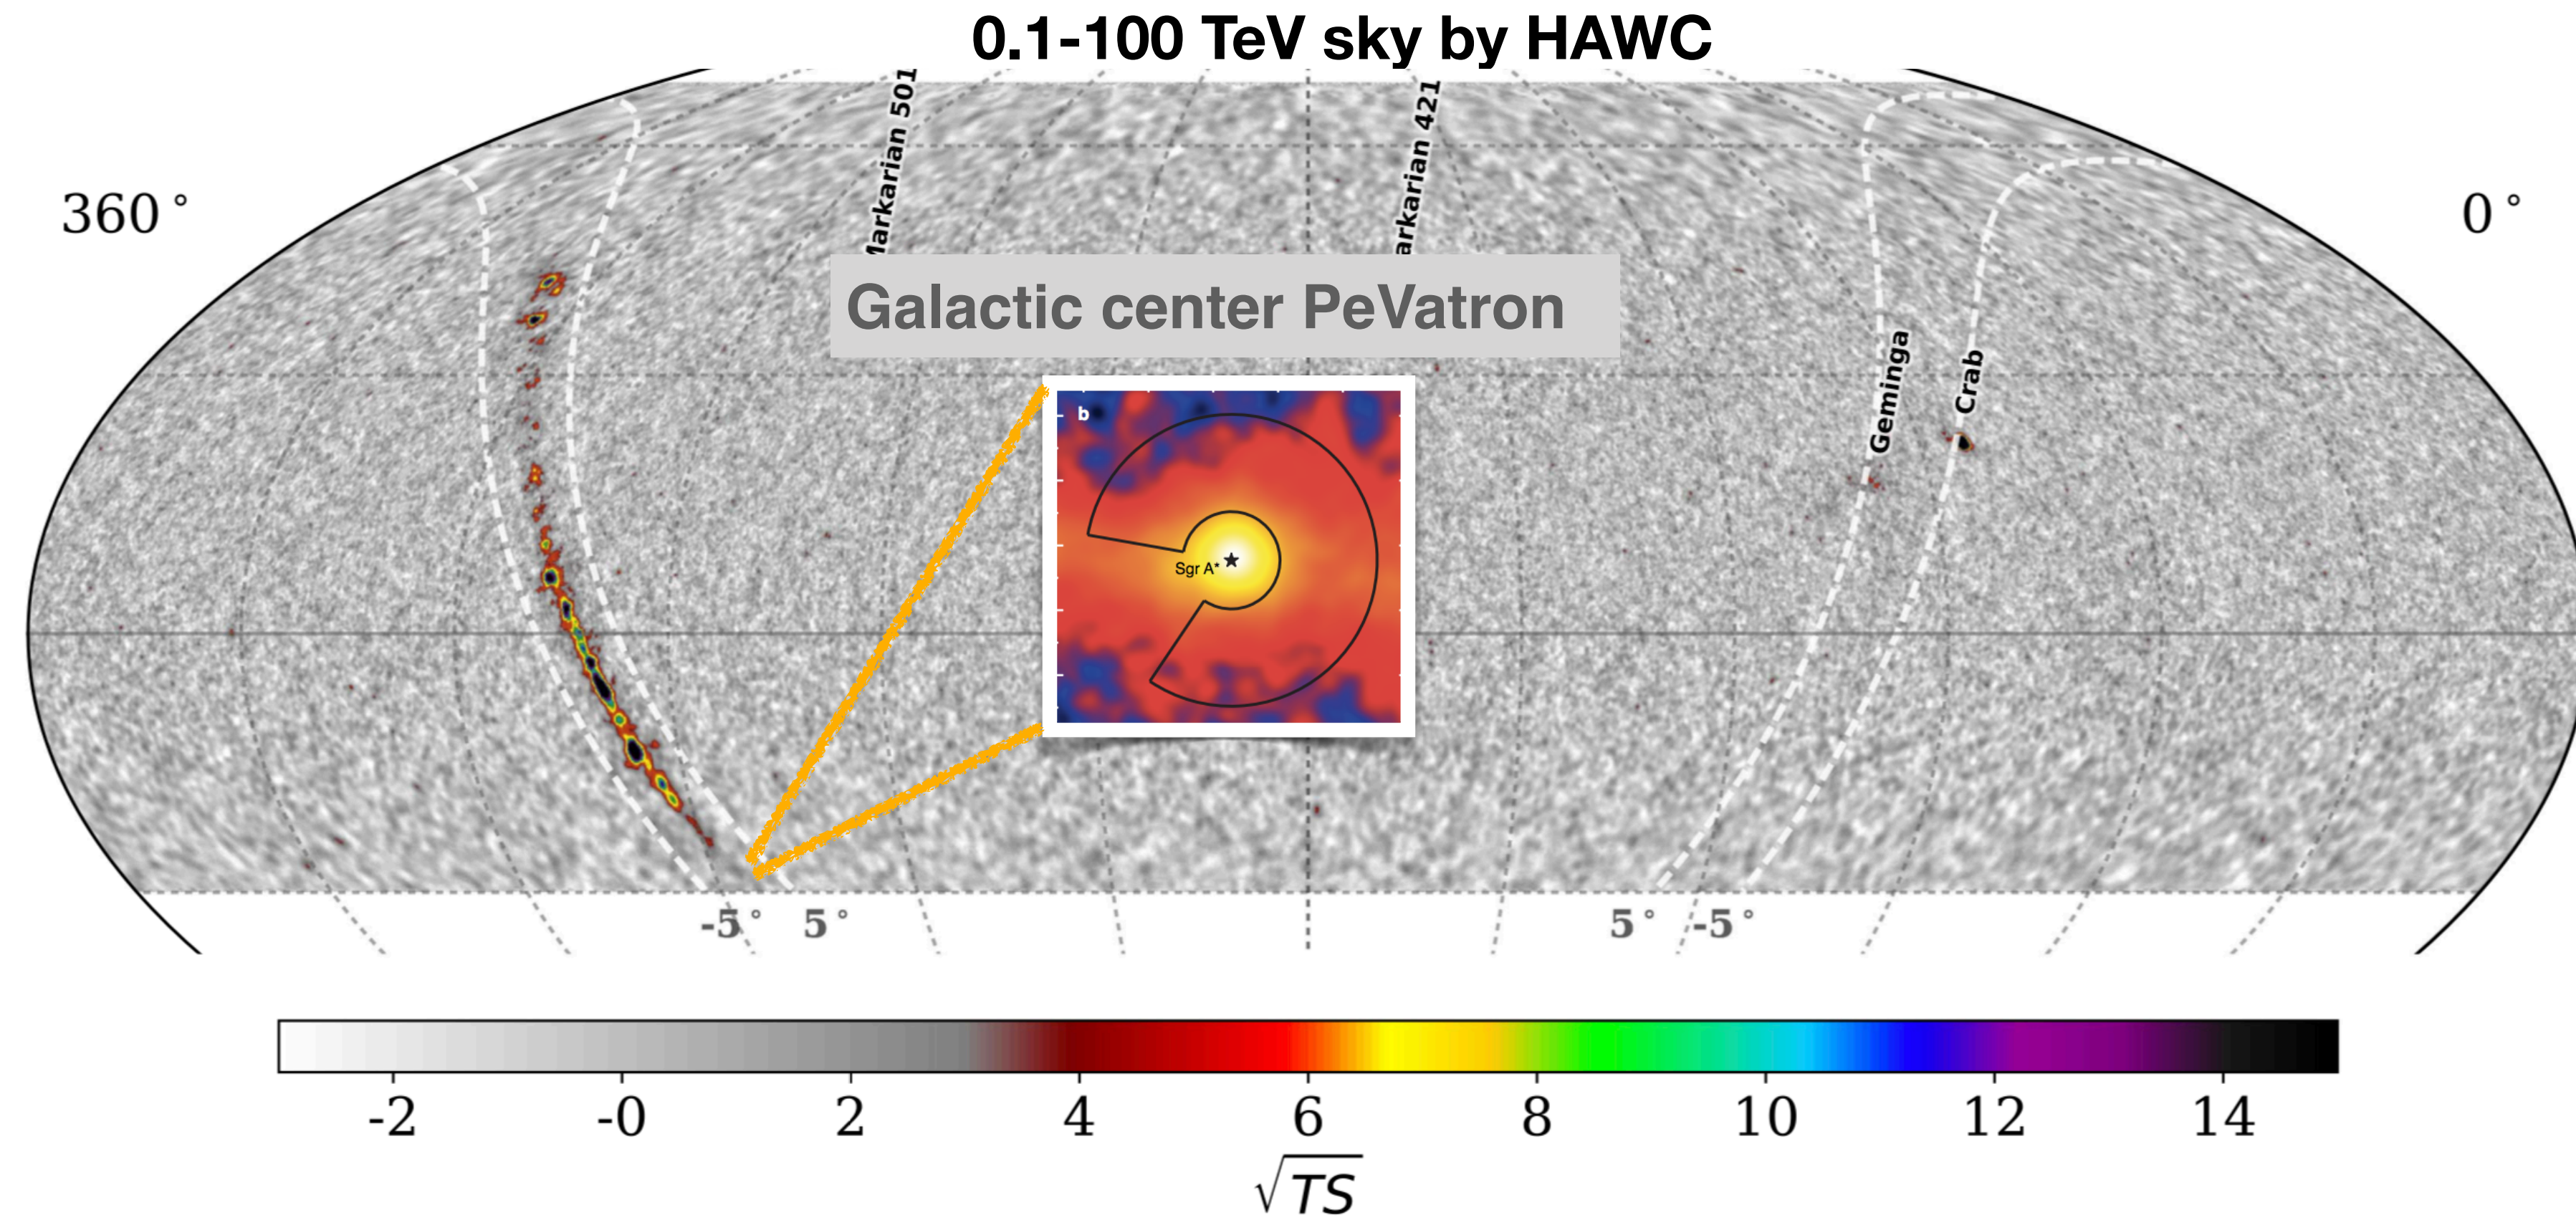 0.1-100 TeV sky by HAWC
Markarian 501
arkarian 421
360 °
0 °
Galactic center PeVatron
Geminga
Crab
b
Sgr A*
-5 °
5 °
5 °
-5 °
-2
-0
2
4
6
8
10
12
14
√TS